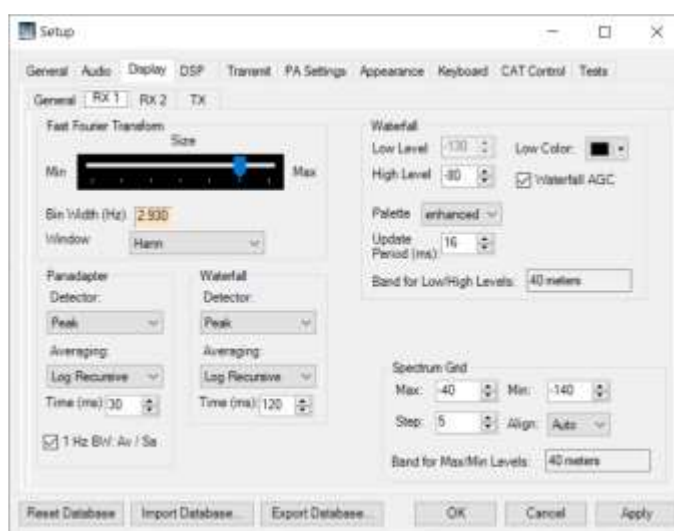 Setup
General Audio Display DSP Transmit PA Settings Appearance Keyboard CAT Control Tests
General RX 1 RX 2 TX
Fast Fourier Transform
Size
Min Max
Bin Width (Hz) 2.930
Window Hann
Panadapter
Detector:
Peak
Averaging:
Log Recursive
Time (ms): 30
1 Hz BW: Av / Sa
Waterfall
Detector:
Peak
Averaging:
Log Recursive
Time (ms): 120
Waterfall
Low Level -130 Low Color:
High Level -80 Waterfall AGC
Palette enhanced
Update
Period (ms): 16
Band for Low/High Levels: 40 meters
Spectrum Grid
Max: -40 Min: -140
Step: 5 Align: Auto
Band for Max/Min Levels: 40 meters
Reset Database Import Database... Export Database... OK Cancel Apply